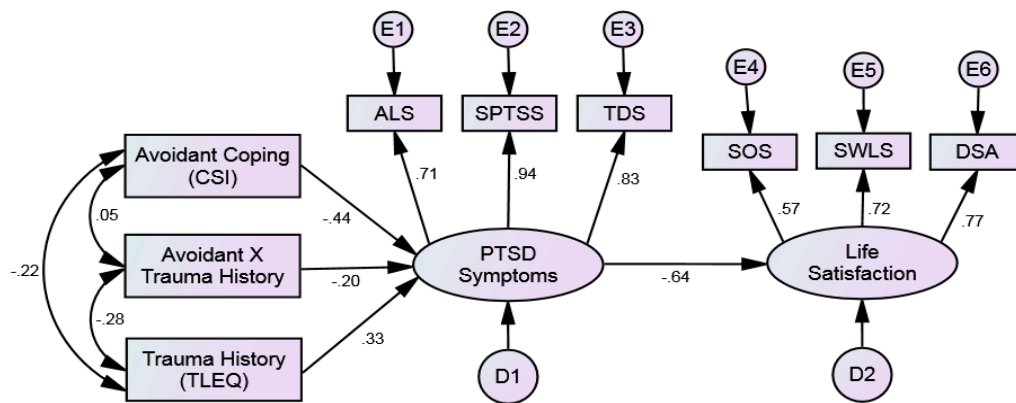 E1
E2
E3
ALS
SPTSS
TDS
E4
E5
E6
SOS
SWLS
DSA
Avoidant Coping
(CSI)
Avoidant X
Trauma History
Trauma History
(TLEQ)
.05
-.22
-.28
-.44
-.20
.33
.71
.94
.83
PTSD
Symptoms
D1
-.64
.57
.72
.77
Life
Satisfaction
D2